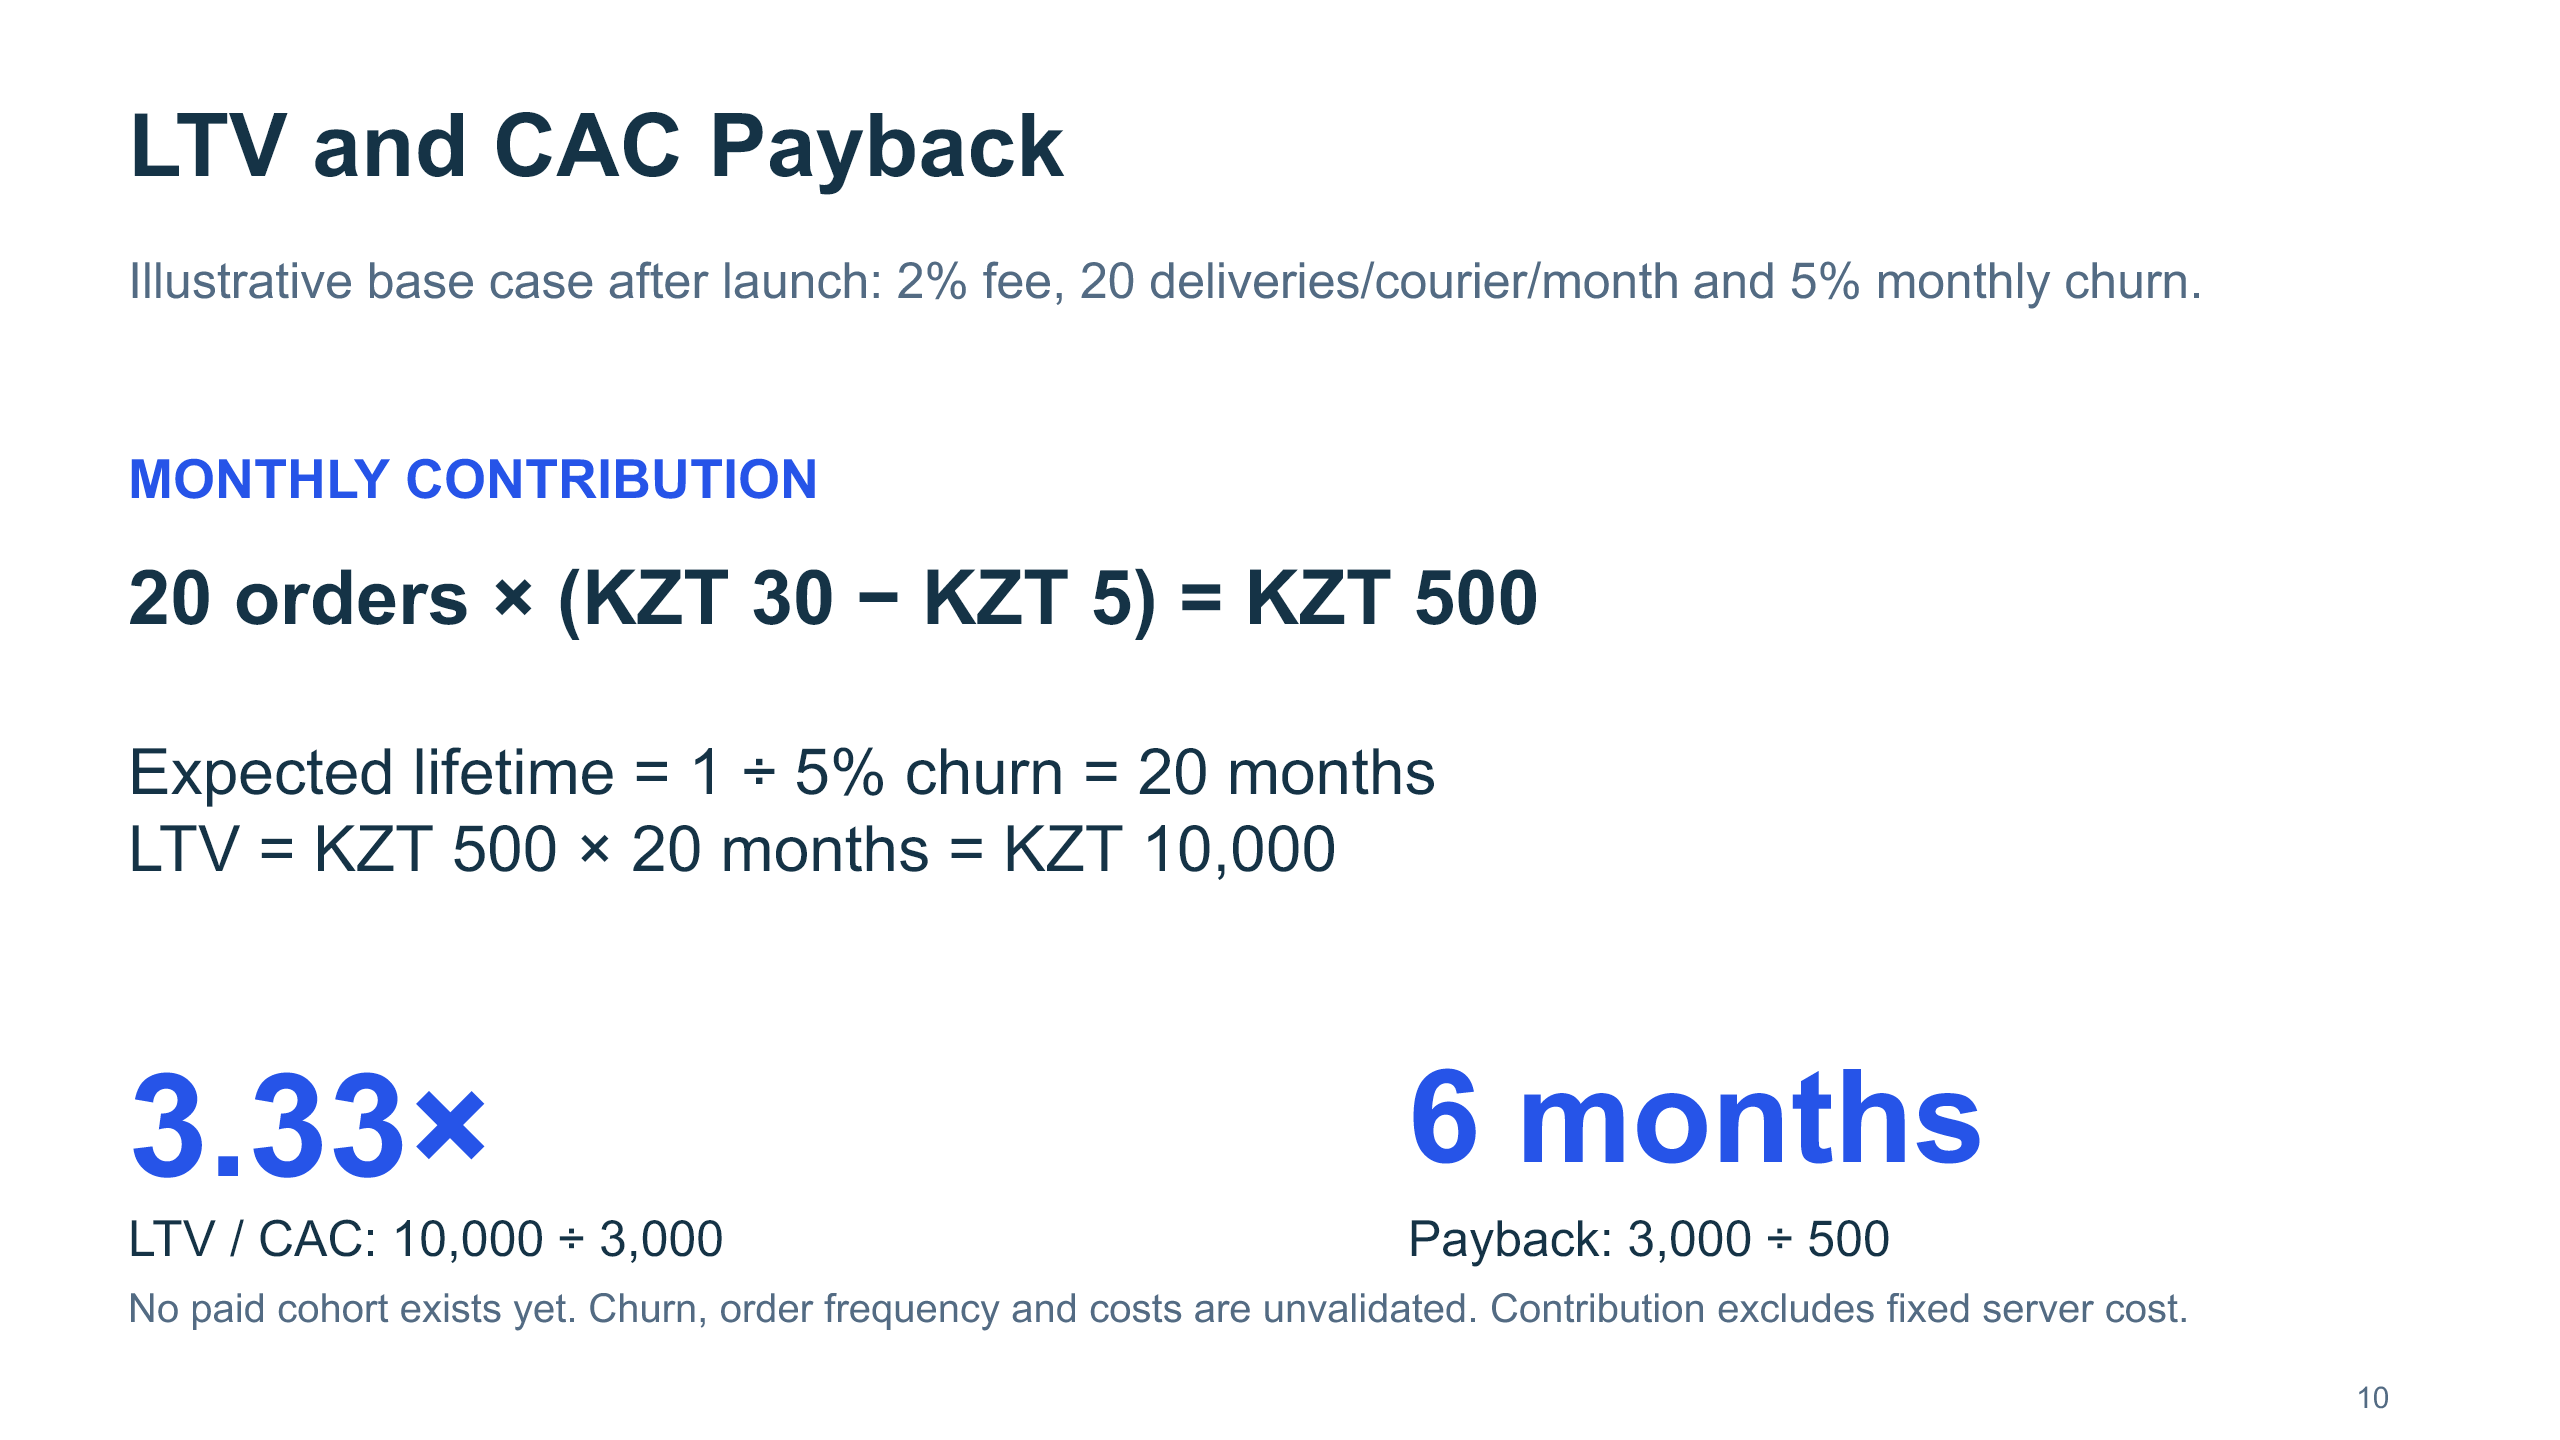 LTV and CAC Payback
Illustrative base case after launch: 2% fee, 20 deliveries/courier/month and 5% monthly churn.
MONTHLY CONTRIBUTION
20 orders × (KZT 30 − KZT 5) = KZT 500
Expected lifetime = 1 ÷ 5% churn = 20 months
LTV = KZT 500 × 20 months = KZT 10,000
3.33×
LTV / CAC: 10,000 ÷ 3,000
6 months
Payback: 3,000 ÷ 500
No paid cohort exists yet. Churn, order frequency and costs are unvalidated. Contribution excludes fixed server cost.
10